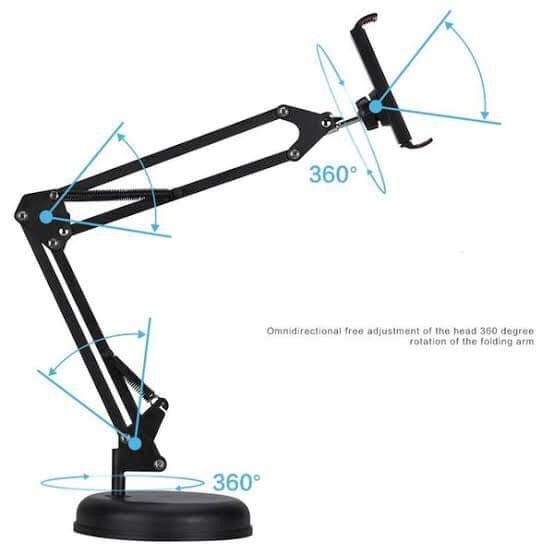 360°
Omnidirectional free adjustment of the head 360 degree
rotation of the folding arm
360°